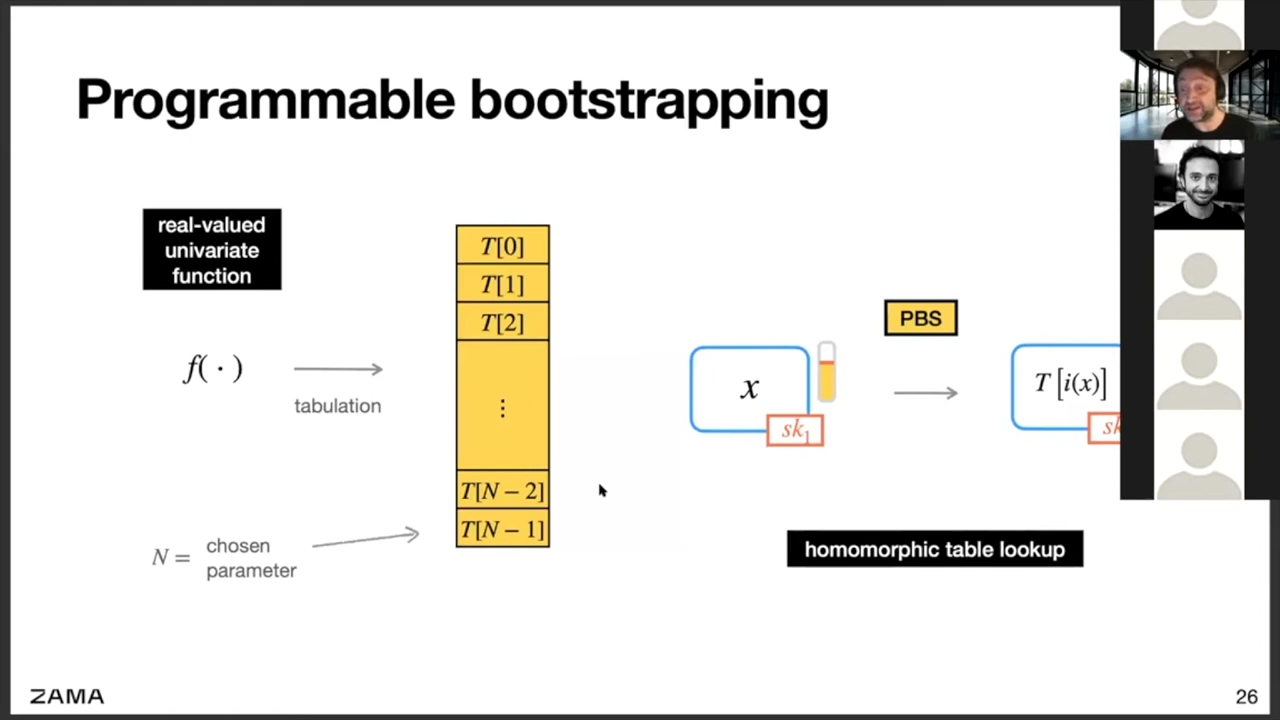 Programmable bootstrapping
real-valued
univariate
function
f( · )
tabulation
N =
chosen
parameter
T[0]
T[1]
T[2]
⋮
T[N − 2]
T[N − 1]
x
sk₁
PBS
T [i(x)]
sk
homomorphic table lookup
ZAMA
26